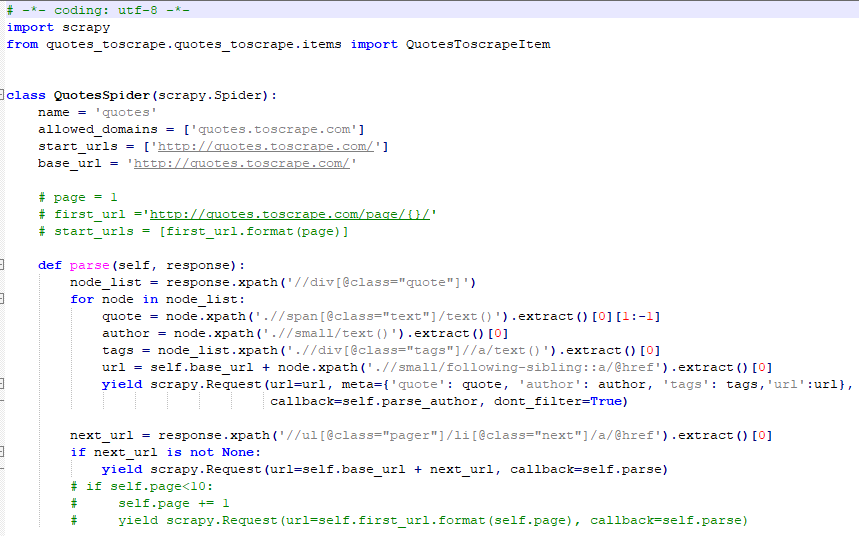 # -*- coding: utf-8 -*-
import scrapy
from quotes_toscrape.quotes_toscrape.items import QuotesToscrapeItem
class QuotesSpider(scrapy.Spider):
    name = 'quotes'
    allowed_domains = ['quotes.toscrape.com']
    start_urls = ['http://quotes.toscrape.com/']
    base_url = 'http://quotes.toscrape.com/'
    # page = 1
    # first_url ='http://quotes.toscrape.com/page/{}/'
    # start_urls = [first_url.format(page)]
    def parse(self, response):
        node_list = response.xpath('//div[@class="quote"]')
        for node in node_list:
            quote = node.xpath('.//span[@class="text"]/text()').extract()[0][1:-1]
            author = node.xpath('.//small/text()').extract()[0]
            tags = node_list.xpath('.//div[@class="tags"]//a/text()').extract()[0]
            url = self.base_url + node.xpath('.//small/following-sibling::a/@href').extract()[0]
            yield scrapy.Request(url=url, meta={'quote': quote, 'author': author, 'tags': tags,'url':url},
                                 callback=self.parse_author, dont_filter=True)
        next_url = response.xpath('//ul[@class="pager"]/li[@class="next"]/a/@href').extract()[0]
        if next_url is not None:
            yield scrapy.Request(url=self.base_url + next_url, callback=self.parse)
        # if self.page<10:
        #     self.page += 1
        #     yield scrapy.Request(url=self.first_url.format(self.page), callback=self.parse)